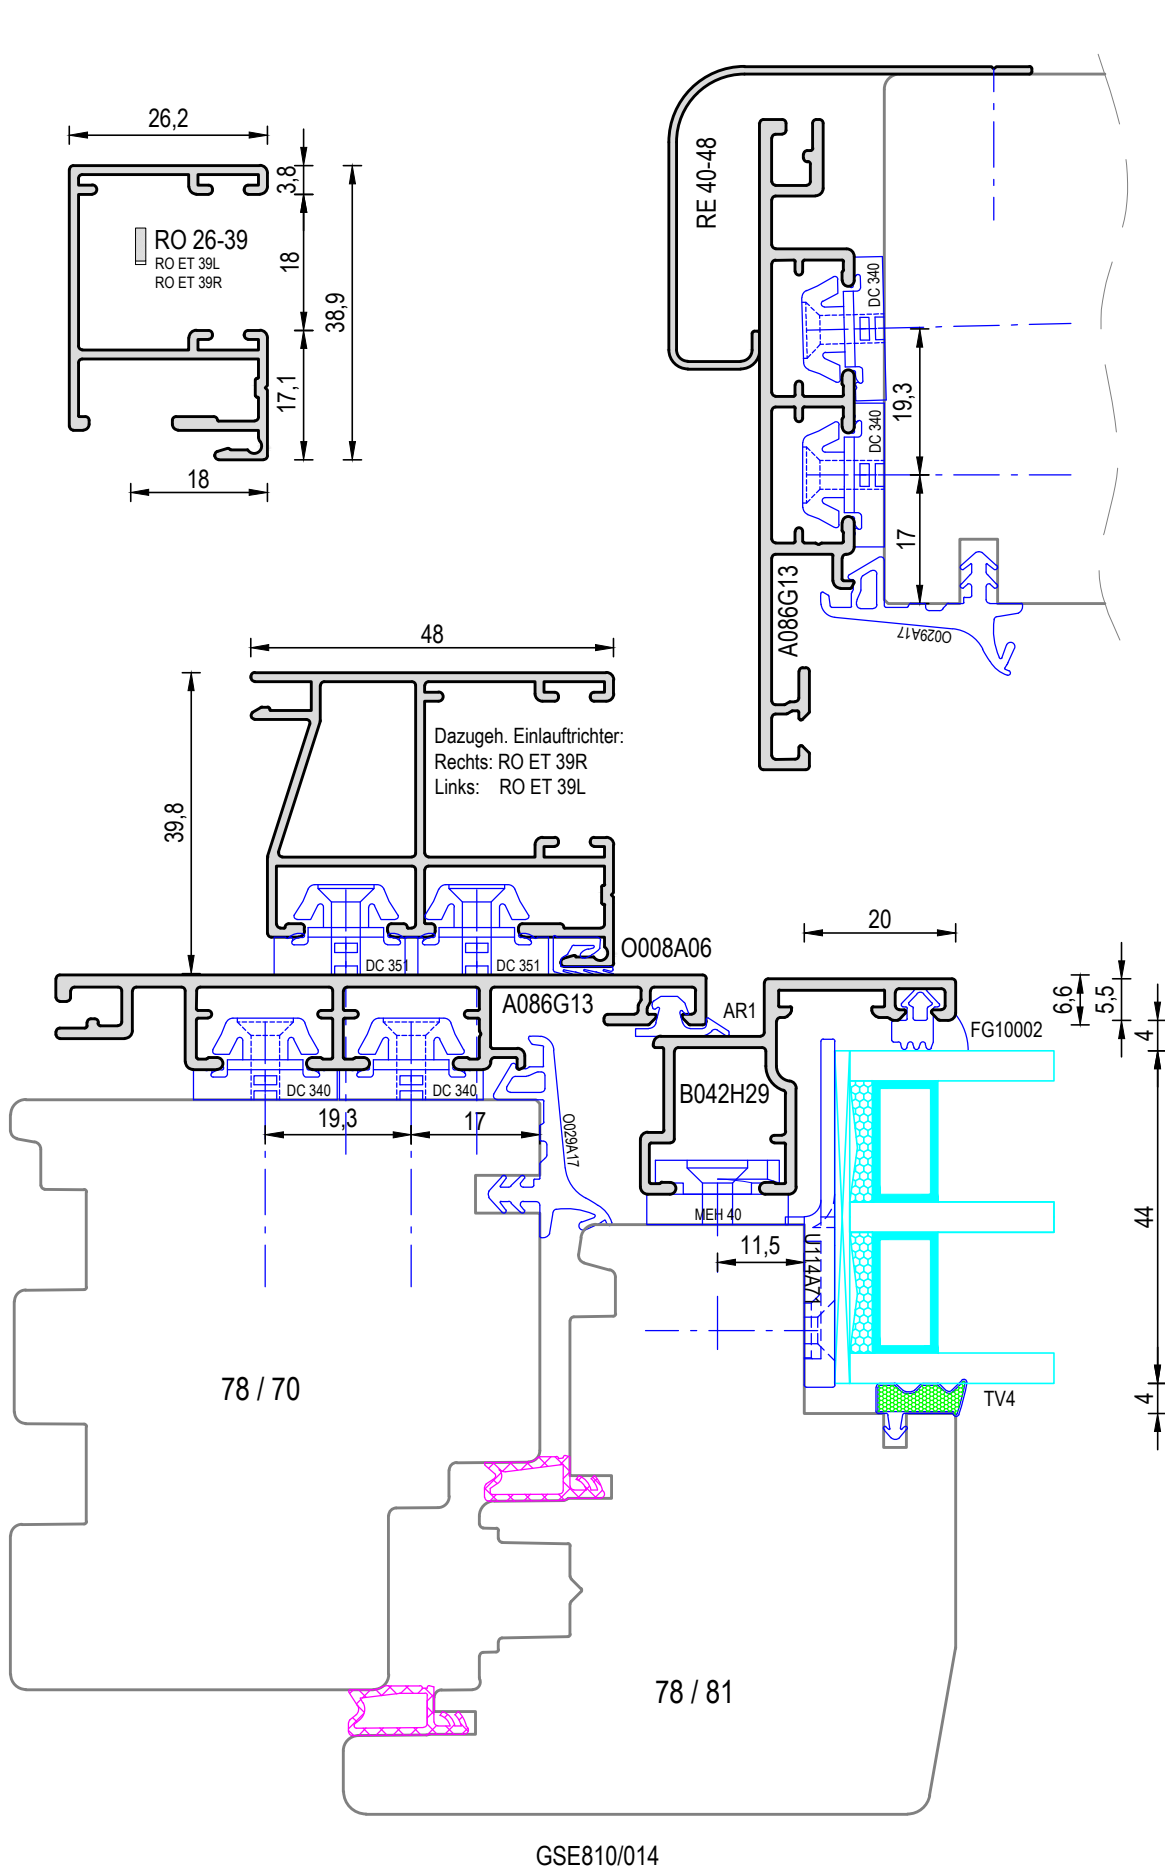 26,2
3,8
RO 26-39
RO ET 39L
RO ET 39R
18
38,9
17,1
18
RE 40-48
DC 340
19,3
DC 340
17
A086G13
O029A17
48
39,8
Dazugeh. Einlauftrichter:
Rechts: RO ET 39R
Links: RO ET 39L
O008A06
DC 351
DC 351
A086G13
AR1
20
6,6
5,5
4
FG10002
DC 340
DC 340
B042H29
19,3
17
O029A17
MEH 40
11,5
U114A71
44
78 / 70
4
TV4
78 / 81
GSE810/014